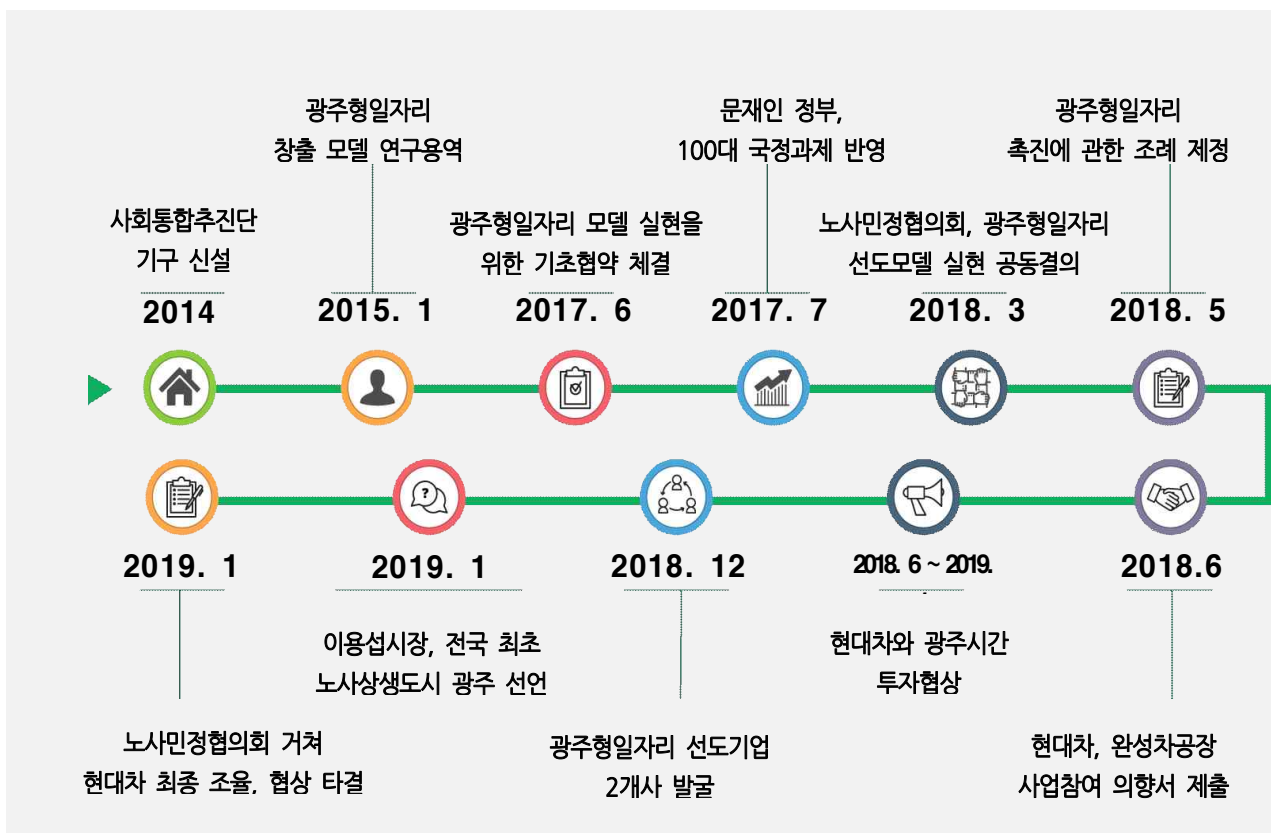 사회통합추진단
기구 신설
2014
광주형일자리
창출 모델 연구용역
2015. 1
광주형일자리 모델 실현을
위한 기초협약 체결
2017. 6
문재인 정부,
100대 국정과제 반영
2017. 7
노사민정협의회, 광주형일자리
선도모델 실현 공동결의
2018. 3
광주형일자리
촉진에 관한 조례 제정
2018. 5
2018.6
현대차, 완성차공장
사업참여 의향서 제출
2018. 6 ~ 2019.
현대차와 광주시간
투자협상
2018. 12
광주형일자리 선도기업
2개사 발굴
2019. 1
이용섭시장, 전국 최초
노사상생도시 광주 선언
2019. 1
노사민정협의회 거쳐
현대차 최종 조율, 협상 타결